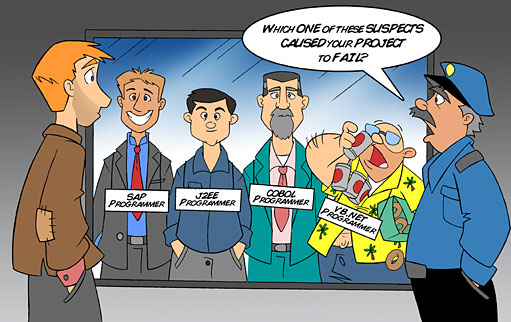 WHICH ONE OF THESE SUSPECTS
CAUSED YOUR PROJECT
TO FAIL?
SAP
PROGRAMMER
J2EE
PROGRAMMER
COBOL
PROGRAMMER
VB.NET
PROGRAMMER